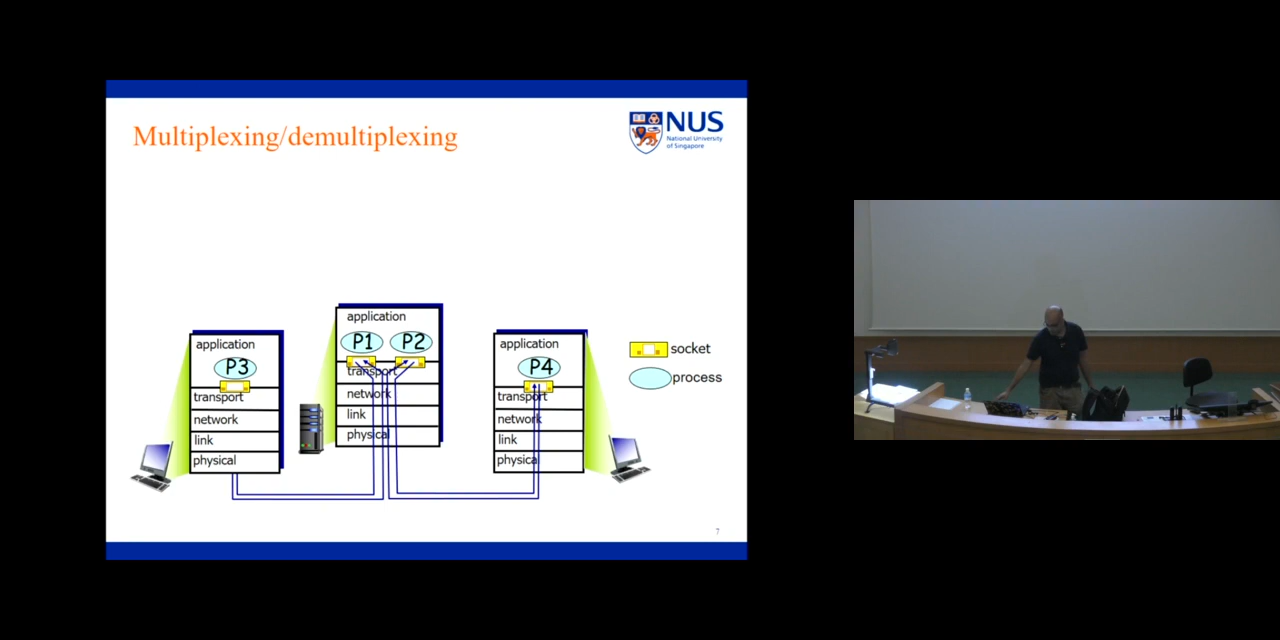 Multiplexing/demultiplexing
NUS
National University
of Singapore
application
P1 P2
transport
network
link
physical
application
P3
transport
network
link
physical
application
P4
transport
network
link
physical
socket
process
7